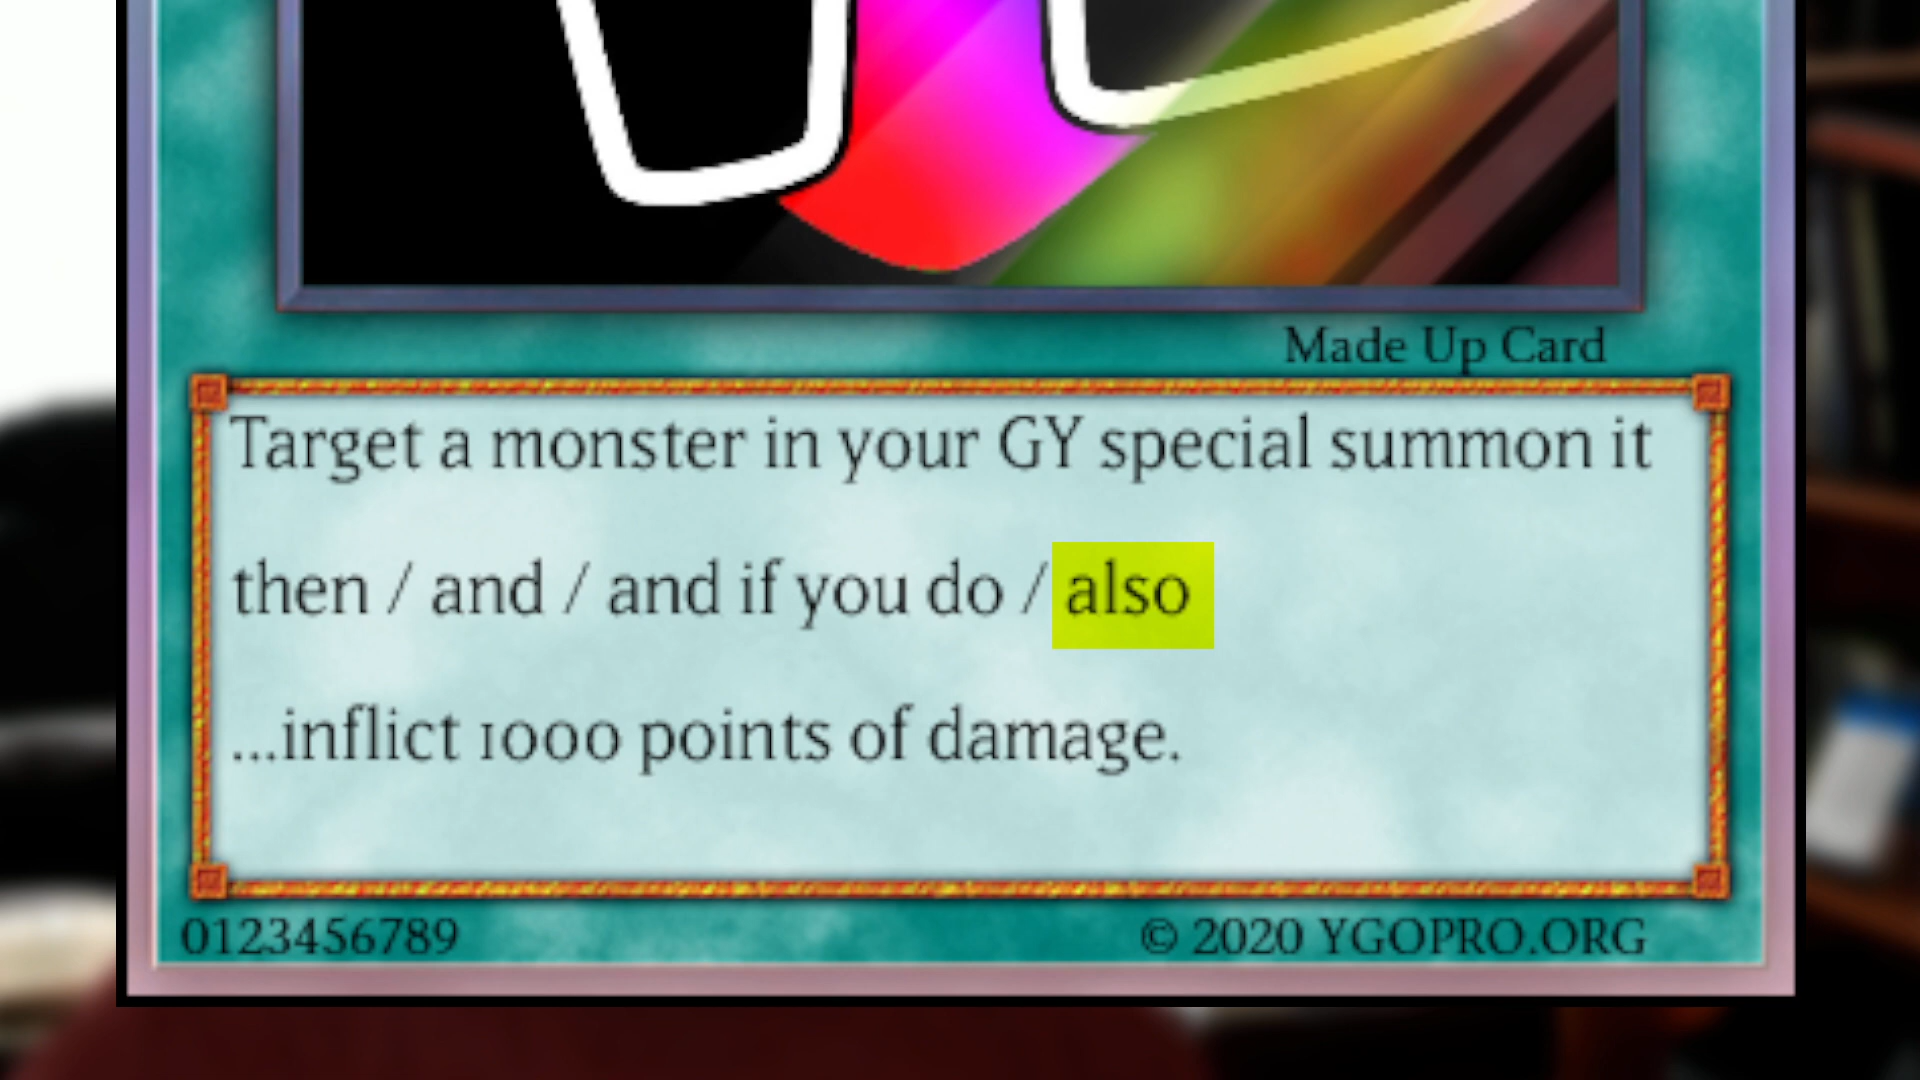 Made Up Card
Target a monster in your GY special summon it
then / and / and if you do / also
...inflict 1000 points of damage.
0123456789
© 2020 YGOPRO.ORG